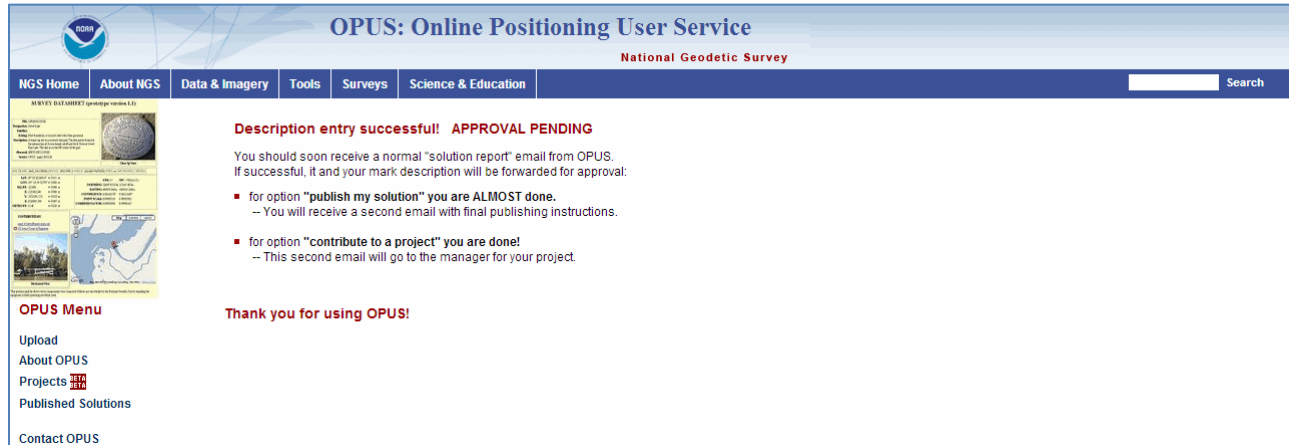 NOAA
OPUS: Online Positioning User Service
National Geodetic Survey
NGS Home About NGS Data & Imagery Tools Surveys Science & Education Search
SURVEY DATASHEET (prototype version 1.1)
Description entry successful! APPROVAL PENDING
You should soon receive a normal "solution report" email from OPUS.
If successful, it and your mark description will be forwarded for approval:
for option "publish my solution" you are ALMOST done.
-- You will receive a second email with final publishing instructions.
for option "contribute to a project" you are done!
-- This second email will go to the manager for your project.
Thank you for using OPUS!
OPUS Menu
Upload
About OPUS
Projects BETA
BETA
Published Solutions
Contact OPUS